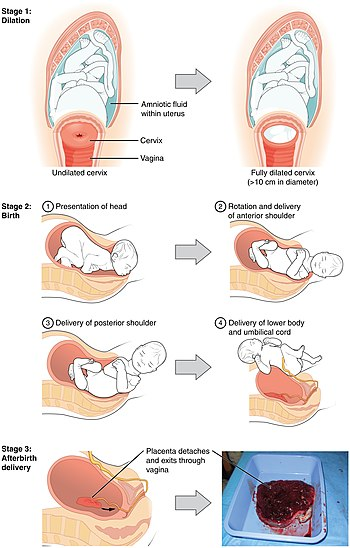 Stage 1:
Dilation
Amniotic fluid
within uterus
Cervix
Vagina
Undilated cervix
Fully dilated cervix
(>10 cm in diameter)
Stage 2:
Birth
1 Presentation of head
2 Rotation and delivery
of anterior shoulder
3 Delivery of posterior shoulder
4 Delivery of lower body
and umbilical cord
Stage 3:
Afterbirth
delivery
Placenta detaches
and exits through
vagina